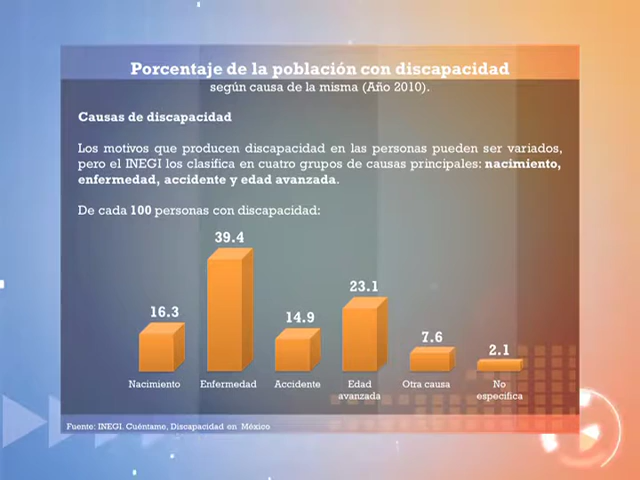 Porcentaje de la población con discapacidad
según causa de la misma (Año 2010).
Causas de discapacidad
Los motivos que producen discapacidad en las personas pueden ser variados,
pero el INEGI los clasifica en cuatro grupos de causas principales: nacimiento,
enfermedad, accidente y edad avanzada.
De cada 100 personas con discapacidad:
39.4
23.1
16.3
14.9
7.6
2.1
Nacimiento Enfermedad Accidente Edad Otra causa No
avanzada especifica
Fuente: INEGI. Cuéntame, Discapacidad en México